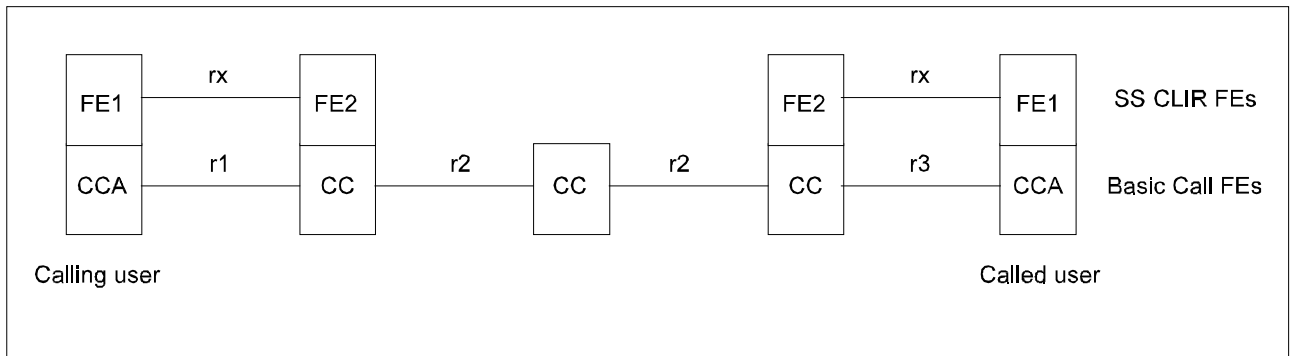 rx rx
FE1 FE2 FE2 FE1 SS CLIR FEs
r1 r2 r2 r3
CCA CC CC CC CCA Basic Call FEs
Calling user Called user